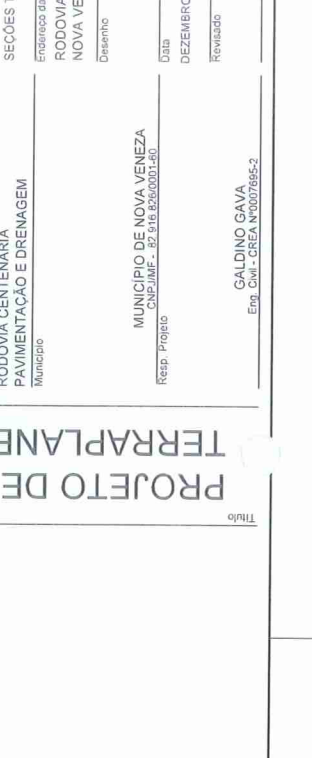 Título
PROJETO DE
TERRAPLANE
RODOVIA CENTENÁRIA
PAVIMENTAÇÃO E DRENAGEM
Município
MUNICÍPIO DE NOVA VENEZA
CNPJ/MF - 82.916.826/0001-60
Resp. Projeto
GALDINO GAVA
Eng. Civil - CREA Nº0007695-2
SEÇÕES T
Endereço da
RODOVIA
NOVA VE
Desenho
Data
DEZEMBRO
Revisado